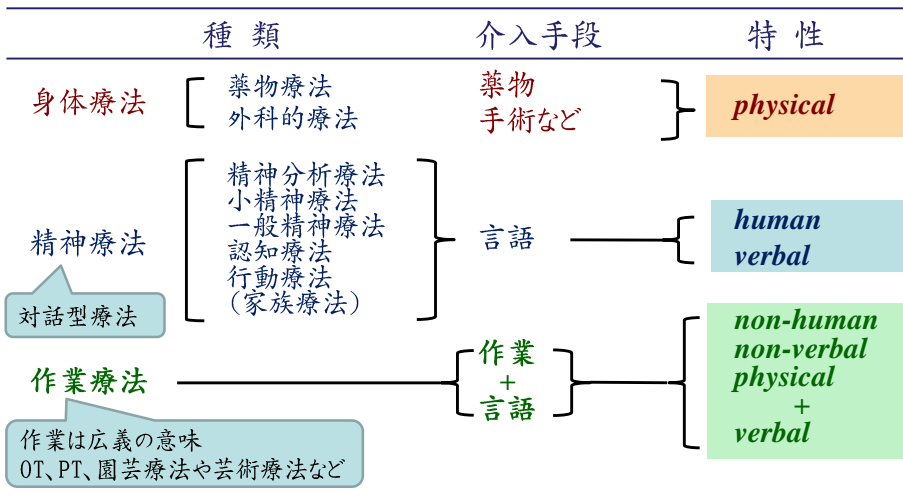 種類 介入手段 特性
身体療法
薬物療法
外科的療法
薬物
手術など
physical
精神療法
対話型療法
精神分析療法
小精神療法
一般精神療法
認知療法
行動療法
(家族療法)
言語
human
verbal
作業療法
作業は広義の意味
OT、PT、園芸療法や芸術療法など
作業
+
言語
non-human
non-verbal
physical
+
verbal